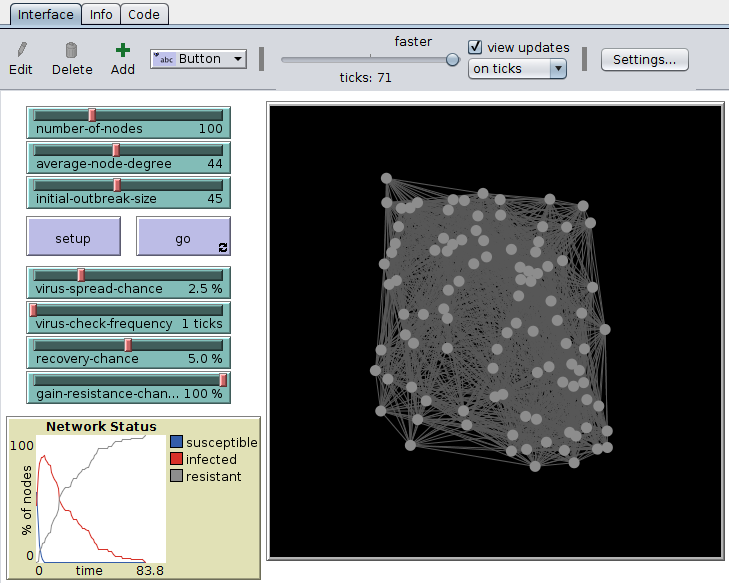 Interface Info Code
Edit Delete Add abc Button faster ticks: 71 view updates on ticks Settings...
number-of-nodes 100
average-node-degree 44
initial-outbreak-size 45
setup go
virus-spread-chance 2.5 %
virus-check-frequency 1 ticks
recovery-chance 5.0 %
gain-resistance-chan... 100 %
Network Status
100
% of nodes
0
0 time 83.8
susceptible
infected
resistant